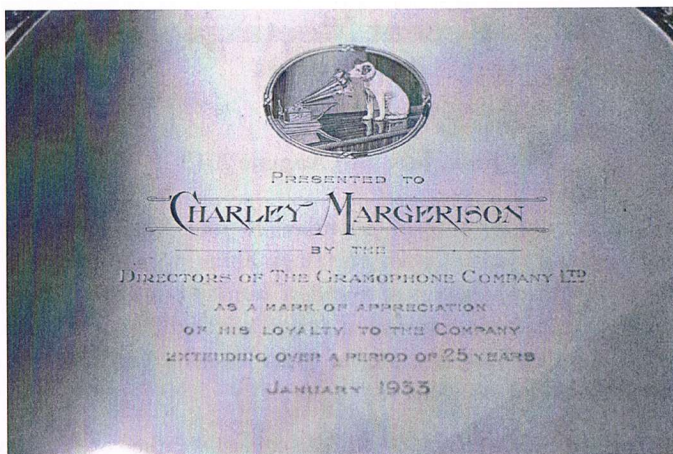 PRESENTED TO
CHARLEY MARGERISON
BY THE
DIRECTORS OF THE GRAMOPHONE COMPANY LTD
AS A MARK OF APPRECIATION
OF HIS LOYALTY TO THE COMPANY
EXTENDING OVER A PERIOD OF 25 YEARS
JANUARY 1933